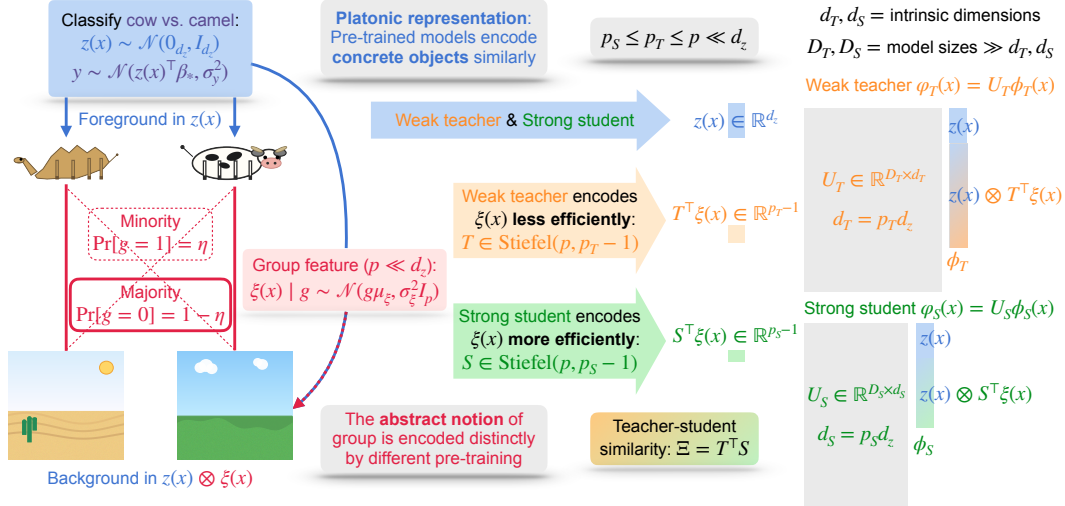 Classify cow vs. camel:
z(x) ∼ 𝒩(0_{d_z}, I_{d_z})
y ∼ 𝒩(z(x)^⊤β_*, σ_y^2)
Foreground in z(x)
Minority
Pr[g = 1] = η
Majority
Pr[g = 0] = 1 − η
Background in z(x) ⊗ ξ(x)
Platonic representation:
Pre-trained models encode
concrete objects similarly
Group feature (p ≪ d_z):
ξ(x) | g ∼ 𝒩(gμ_ξ, σ_ξ^2 I_p)
The abstract notion of
group is encoded distinctly
by different pre-training
p_S ≤ p_T ≤ p ≪ d_z
Weak teacher & Strong student
z(x) ∈ ℝ^{d_z}
Weak teacher encodes
ξ(x) less efficiently:
T ∈ Stiefel(p, p_T − 1)
T^⊤ξ(x) ∈ ℝ^{p_T−1}
Strong student encodes
ξ(x) more efficiently:
S ∈ Stiefel(p, p_S − 1)
S^⊤ξ(x) ∈ ℝ^{p_S−1}
Teacher-student
similarity: Ξ = T^⊤S
d_T, d_S = intrinsic dimensions
D_T, D_S = model sizes ≫ d_T, d_S
Weak teacher φ_T(x) = U_Tϕ_T(x)
z(x)
U_T ∈ ℝ^{D_T×d_T}
z(x) ⊗ T^⊤ξ(x)
d_T = p_T d_z
ϕ_T
Strong student φ_S(x) = U_Sϕ_S(x)
z(x)
U_S ∈ ℝ^{D_S×d_S}
z(x) ⊗ S^⊤ξ(x)
d_S = p_S d_z
ϕ_S